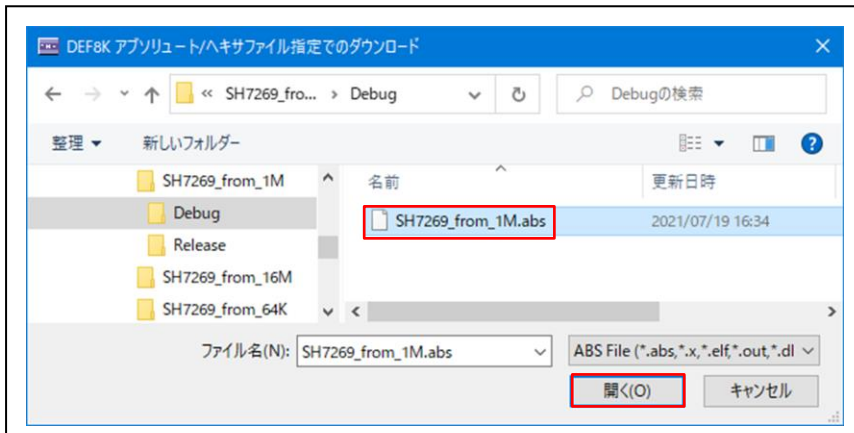 DEF8K アブソリュート/ヘキサファイル指定でのダウンロード
« SH7269_fro... › Debug
Debugの検索
整理 ▼ 新しいフォルダー
SH7269_from_1M
Debug
Release
SH7269_from_16M
SH7269_from_64K
名前 更新日時
SH7269_from_1M.abs 2021/07/19 16:34
ファイル名(N): SH7269_from_1M.abs
ABS File (*.abs,*.x,*.elf,*.out,*.dl
開く(O) キャンセル